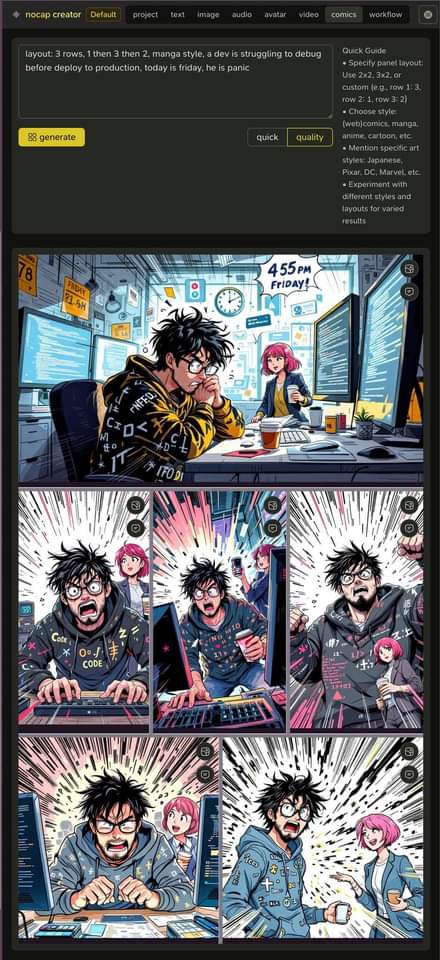 nocap creator Default project text image audio avatar video comics workflow
layout: 3 rows, 1 then 3 then 2, manga style, a dev is struggling to debug
before deploy to production, today is friday, he is panic
generate
quick quality
Quick Guide
• Specify panel layout:
Use 2x2, 3x2, or
custom (e.g., row 1: 3,
row 2: 1, row 3: 2)
• Choose style:
(web)comics, manga,
anime, cartoon, etc.
• Mention specific art
styles: Japanese,
Pixar, DC, Marvel, etc.
• Experiment with
different styles and
layouts for varied
results
78
FRIDAY
4 55 PM
FRIDAY!
Code
CODE